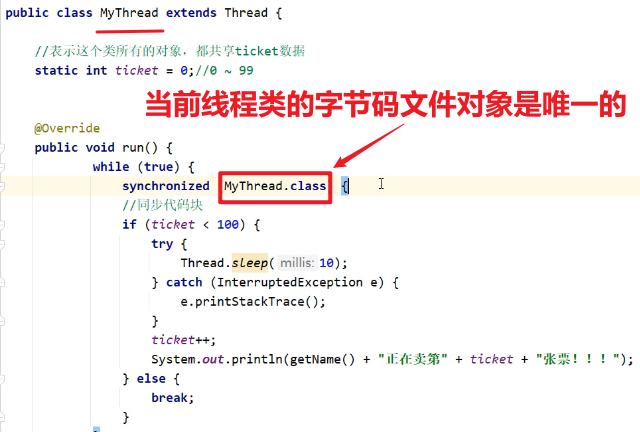 public class MyThread extends Thread {
//表示这个类所有的对象，都共享ticket数据
static int ticket = 0;//0 ~ 99
当前线程类的字节码文件对象是唯一的
@Override
public void run() {
while (true) {
synchronized (MyThread.class) {
//同步代码块
if (ticket < 100) {
try {
Thread.sleep( millis: 10);
} catch (InterruptedException e) {
e.printStackTrace();
}
ticket++;
System.out.println(getName() + "正在卖第" + ticket + "张票！！！");
} else {
break;
}